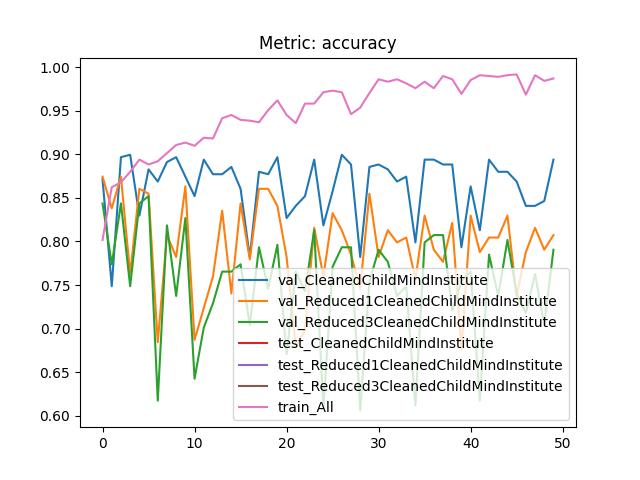 Metric: accuracy
1.00
0.95
0.90
0.85
0.80
0.75
0.70
0.65
0.60
val_CleanedChildMindInstitute
val_Reduced1CleanedChildMindInstitute
val_Reduced3CleanedChildMindInstitute
test_CleanedChildMindInstitute
test_Reduced1CleanedChildMindInstitute
test_Reduced3CleanedChildMindInstitute
train_All
0 10 20 30 40 50